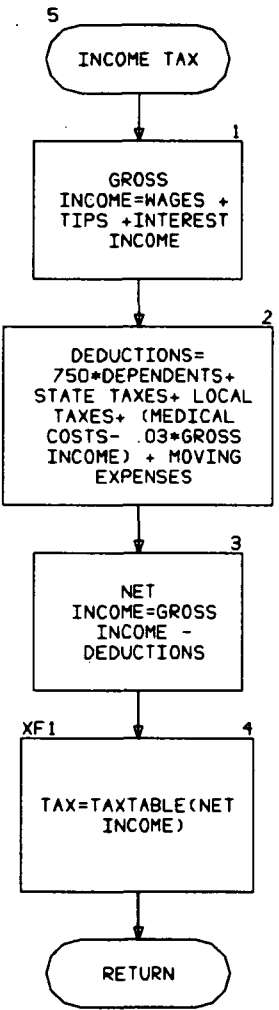 5
INCOME TAX
1
GROSS
INCOME=WAGES +
TIPS +INTEREST
INCOME
2
DEDUCTIONS=
750*DEPENDENTS+
STATE TAXES+ LOCAL
TAXES+ (MEDICAL
COSTS- .03*GROSS
INCOME) + MOVING
EXPENSES
3
NET
INCOME=GROSS
INCOME -
DEDUCTIONS
XF1 4
TAX=TAXTABLE(NET
INCOME)
RETURN